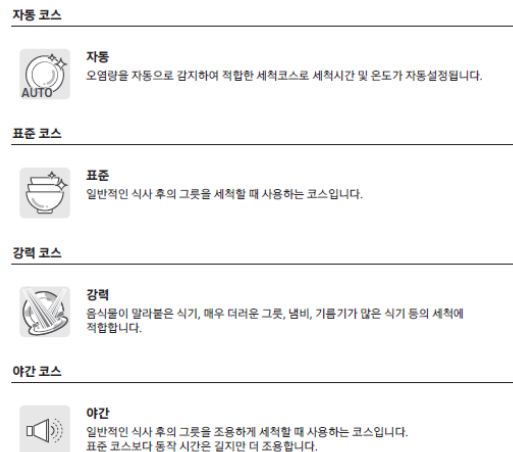 자동 코스
자동
오염량을 자동으로 감지하여 적합한 세척코스로 세척시간 및 온도가 자동설정됩니다.
AUTO
표준 코스
표준
일반적인 식사 후의 그릇을 세척할 때 사용하는 코스입니다.
강력 코스
강력
음식물이 말라붙은 식기, 매우 더러운 그릇, 냄비, 기름기가 많은 식기 등의 세척에
적합합니다.
야간 코스
야간
일반적인 식사 후의 그릇을 조용하게 세척할 때 사용하는 코스입니다.
표준 코스보다 동작 시간은 길지만 더 조용합니다.